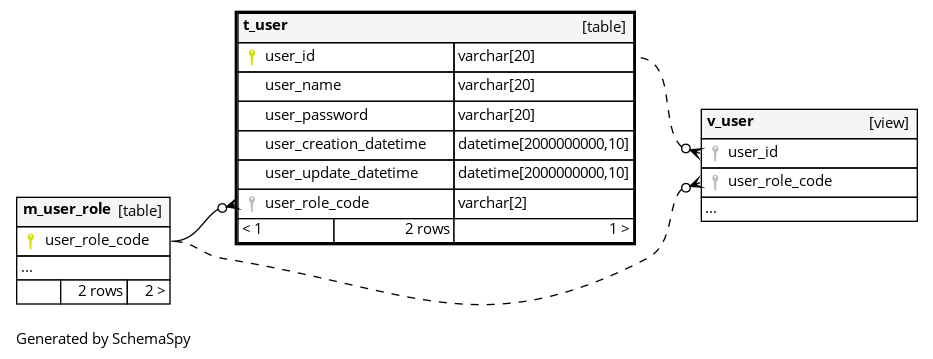 t_user [table]
user_id varchar[20]
user_name varchar[20]
user_password varchar[20]
user_creation_datetime datetime[2000000000,10]
user_update_datetime datetime[2000000000,10]
user_role_code varchar[2]
< 1 2 rows 1 >
v_user [view]
user_id
user_role_code
...
m_user_role [table]
user_role_code
...
2 rows 2 >
Generated by SchemaSpy